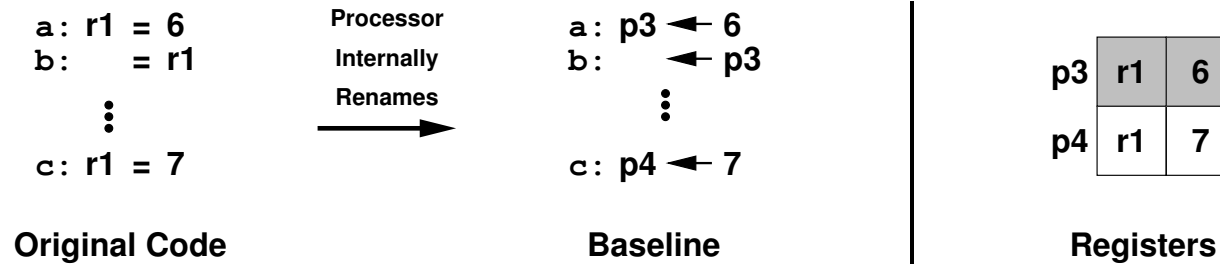 a: r1 = 6
b: = r1
c: r1 = 7
Original Code
Processor
Internally
Renames
a: p3 ← 6
b: ← p3
c: p4 ← 7
Baseline
p3 r1 6
p4 r1 7
Registers